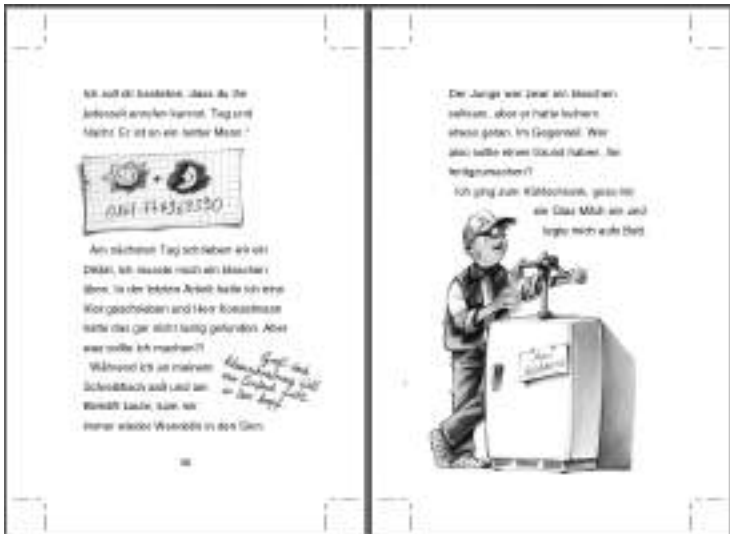 Ich soll dir bestellen, dass du ihn
jederzeit anrufen kannst. Tag und
Nacht. Er ist so ein netter Mann."
Am nächsten Tag schrieben wir ein
Diktat. Ich musste noch ein bisschen
üben. In der letzten Arbeit hatte ich eine
Vier geschrieben und Herr
hatte das gar nicht lustig gefunden. Aber
was sollte ich machen?!
Während ich an meinem
Schreibtisch saß und am
Bleistift kaute, kam mir
immer wieder in den Sinn.
Der Junge war zwar ein bisschen
seltsam, aber er hatte keinem
etwas getan. Im Gegenteil. Wer
also sollte einen Grund haben, ihn
fertigzumachen?
Ich ging zum Kühlschrank, goss mir
ein Glas Milch ein und
legte mich aufs Bett.